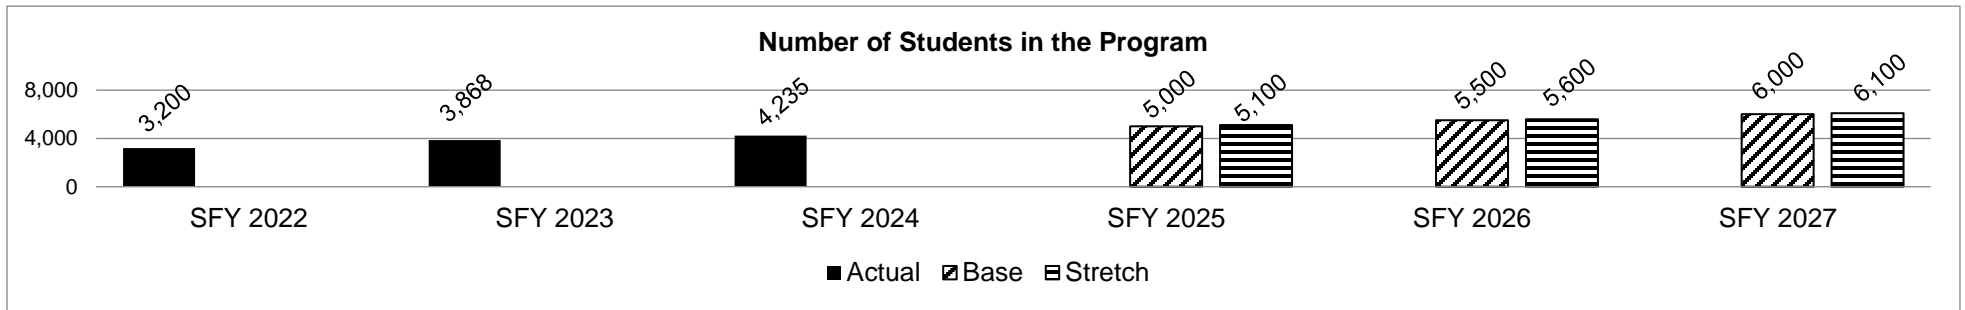 Number of Students in the Program
8,000
4,000
0
3,200
3,868
4,235
5,000
5,100
5,500
5,600
6,000
6,100
SFY 2022
SFY 2023
SFY 2024
SFY 2025
SFY 2026
SFY 2027
Actual
Base
Stretch